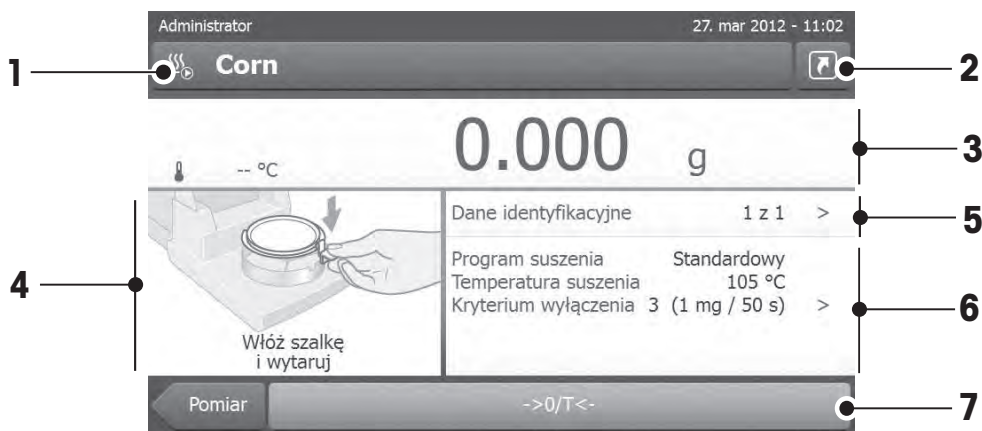 Administrator 27. mar 2012 - 11:02
1 Corn 2
0.000 g 3
-- °C
Dane identyfikacyjne 1 z 1 > 5
4
Program suszenia Standardowy
Temperatura suszenia 105 °C
Kryterium wyłączenia 3 (1 mg / 50 s) > 6
Włóż szalkę
i wytaruj
Pomiar ->0/T<- 7